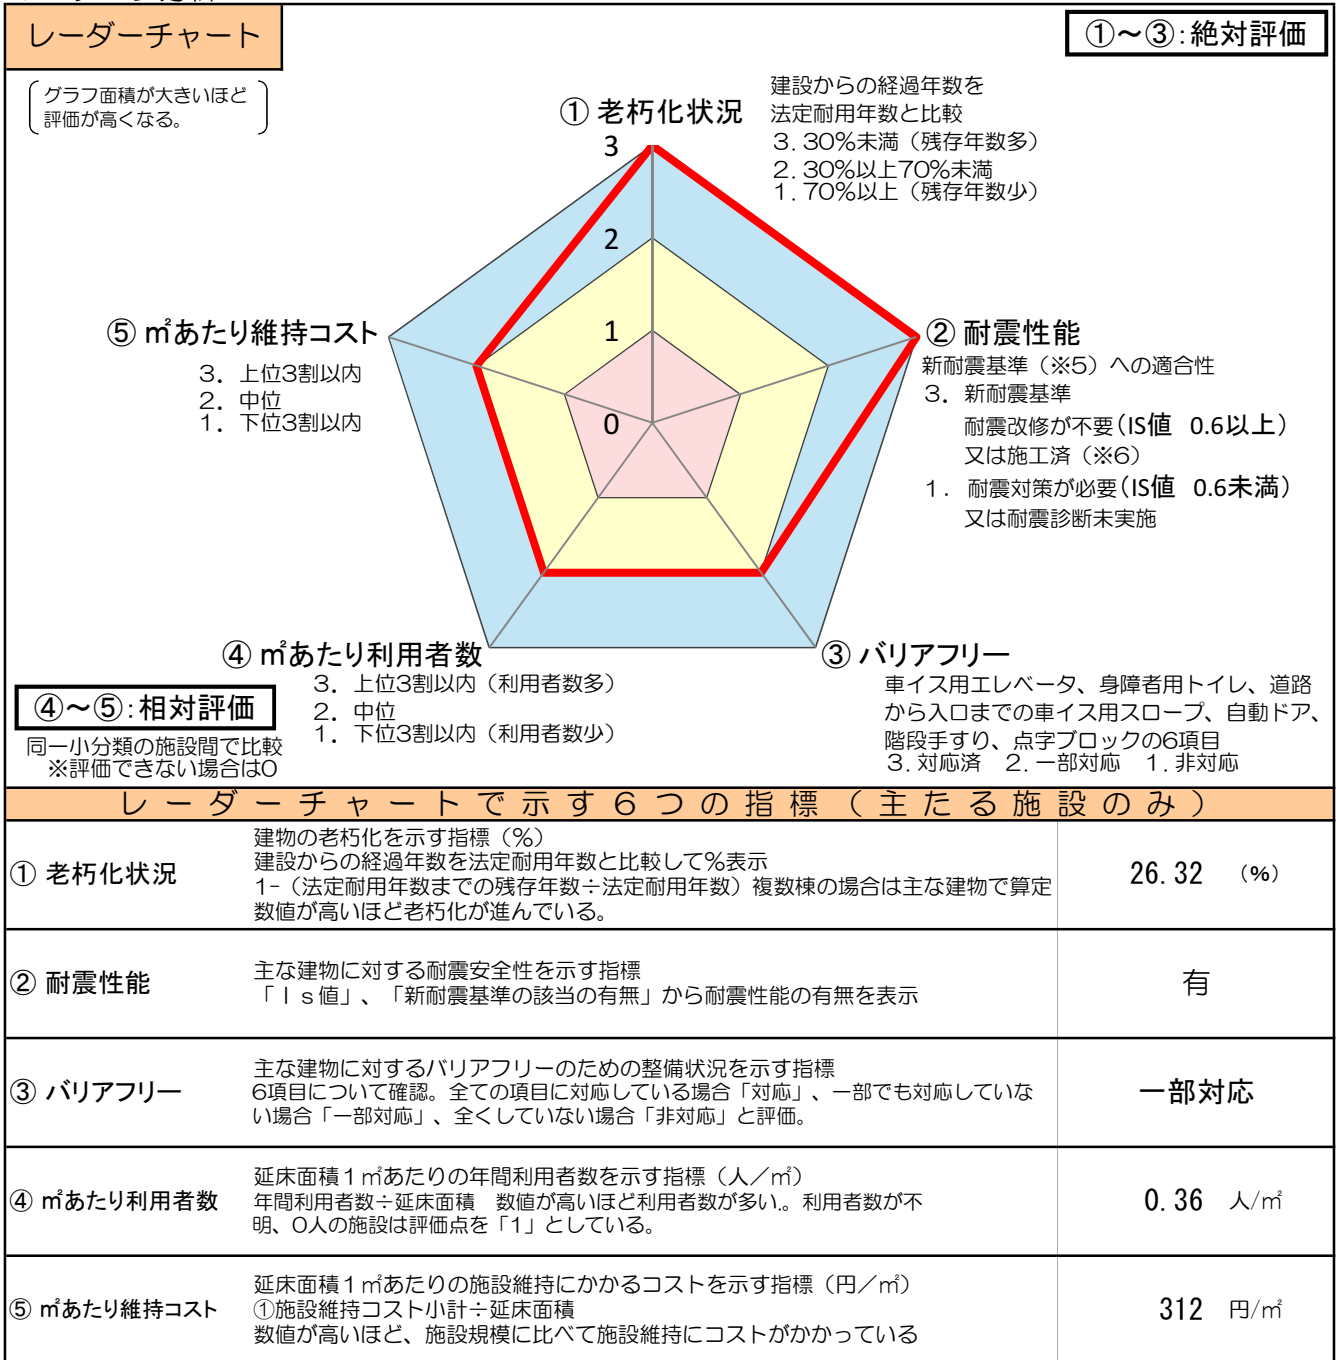 レーダーチャート
①～③:絶対評価
グラフ面積が大きいほど
評価が高くなる。
① 老朽化状況
建設からの経過年数を
法定耐用年数と比較
3. 30%未満（残存年数多）
2. 30%以上70%未満
1. 70%以上（残存年数少）
3
2
1
0
② 耐震性能
新耐震基準（※5）への適合性
3. 新耐震基準
耐震改修が不要(IS値 0.6以上)
又は施工済（※6）
1. 耐震対策が必要(IS値 0.6未満)
又は耐震診断未実施
⑤ ㎡あたり維持コスト
3. 上位3割以内
2. 中位
1. 下位3割以内
④ ㎡あたり利用者数
3. 上位3割以内（利用者数多）
2. 中位
1. 下位3割以内（利用者数少）
③ バリアフリー
車イス用エレベータ、身障者用トイレ、道路
から入口までの車イス用スロープ、自動ドア、
階段手すり、点字ブロックの6項目
3. 対応済 2. 一部対応 1. 非対応
④～⑤:相対評価
同一小分類の施設間で比較
※評価できない場合は0
レーダーチャートで示す6つの指標（主たる施設のみ）
① 老朽化状況
建物の老朽化を示す指標（%）
建設からの経過年数を法定耐用年数と比較して%表示
1-（法定耐用年数までの残存年数÷法定耐用年数）複数棟の場合は主な建物で算定
数値が高いほど老朽化が進んでいる。
26.32 （%）
② 耐震性能
主な建物に対する耐震安全性を示す指標
「Ｉｓ値」、「新耐震基準の該当の有無」から耐震性能の有無を表示
有
③ バリアフリー
主な建物に対するバリアフリーのための整備状況を示す指標
6項目について確認。全ての項目に対応している場合「対応」、一部でも対応していな
い場合「一部対応」、全くしていない場合「非対応」と評価。
一部対応
④ ㎡あたり利用者数
延床面積１㎡あたりの年間利用者数を示す指標（人／㎡）
年間利用者数÷延床面積 数値が高いほど利用者数が多い。利用者数が不
明、0人の施設は評価点を「1」としている。
0.36 人/㎡
⑤ ㎡あたり維持コスト
延床面積１㎡あたりの施設維持にかかるコストを示す指標（円／㎡）
①施設維持コスト小計÷延床面積
数値が高いほど、施設規模に比べて施設維持にコストがかかっている
312 円/㎡